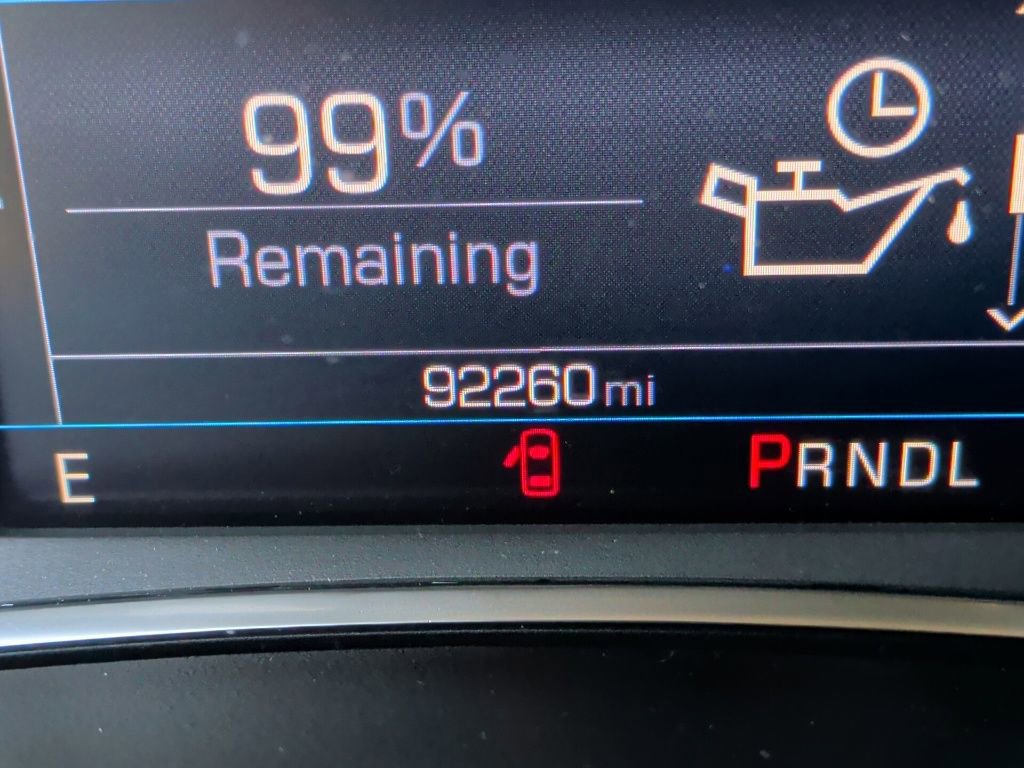 99%
Remaining
92260 mi
E
PRNDL